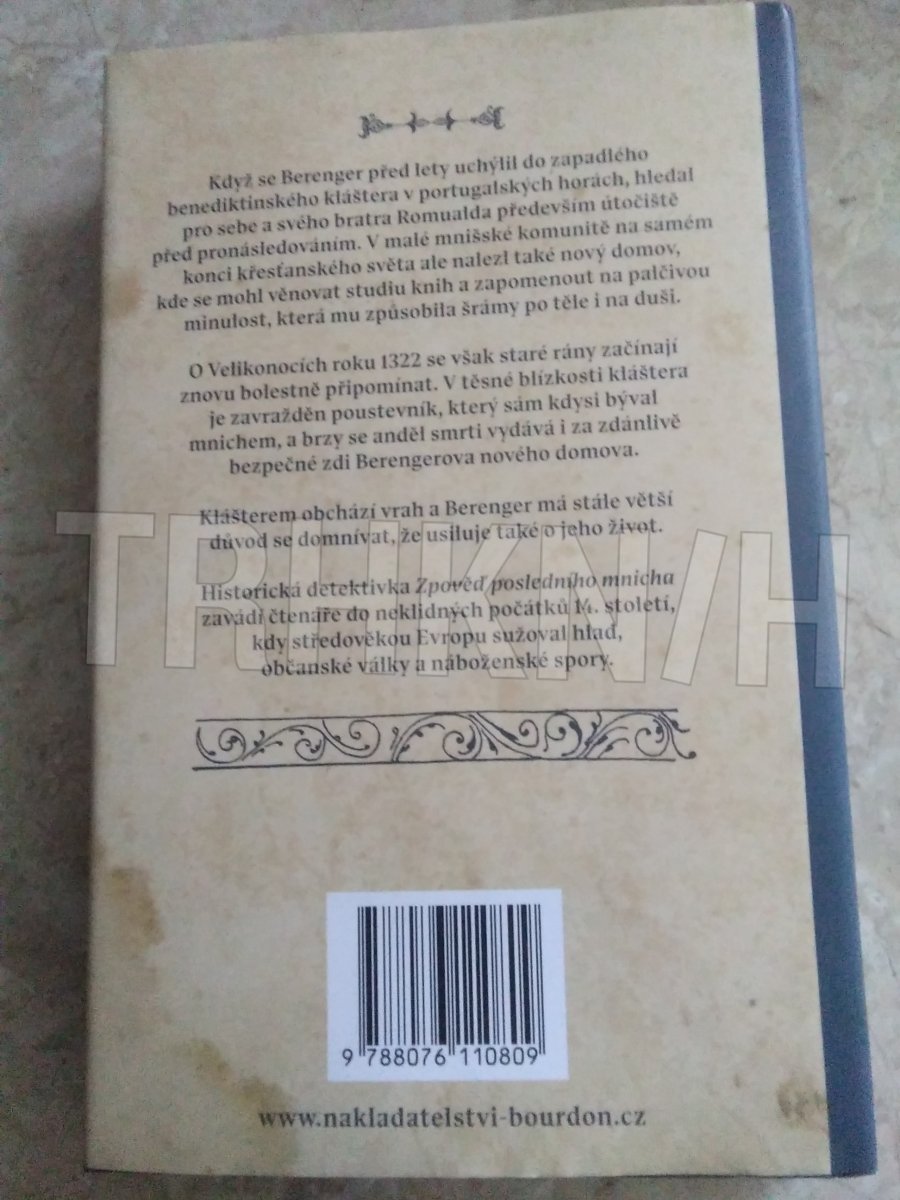 Když se Berenger před lety uchýlil do zapadlého
benediktinského kláštera v portugalských horách, hledal
pro sebe a svého bratra Romualda především útočiště
před pronásledováním. V malé mnišské komunitě na samém
konci křesťanského světa ale nalezl také nový domov,
kde se mohl věnovat studiu knih a zapomenout na palčivou
minulost, která mu způsobila šrámy po těle i na duši.
O Velikonocích roku 1322 se však staré rány začínají
znovu bolestně připomínat. V těsné blízkosti kláštera
je zavražděn poustevník, který sám kdysi býval
mnichem, a brzy se anděl smrti vydává i za zdánlivě
bezpečné zdi Berengerova nového domova.
Klášterem obchází vrah a Berenger má stále větší
důvod se domnívat, že usiluje také o jeho život.
Historická detektivka Zpověď posledního mnicha
zavádí čtenáře do neklidných počátků 14. století,
kdy středověkou Evropu sužoval hlad,
občanské války a náboženské spory.
9 788076 110809
www.nakladatelstvi-bourdon.cz